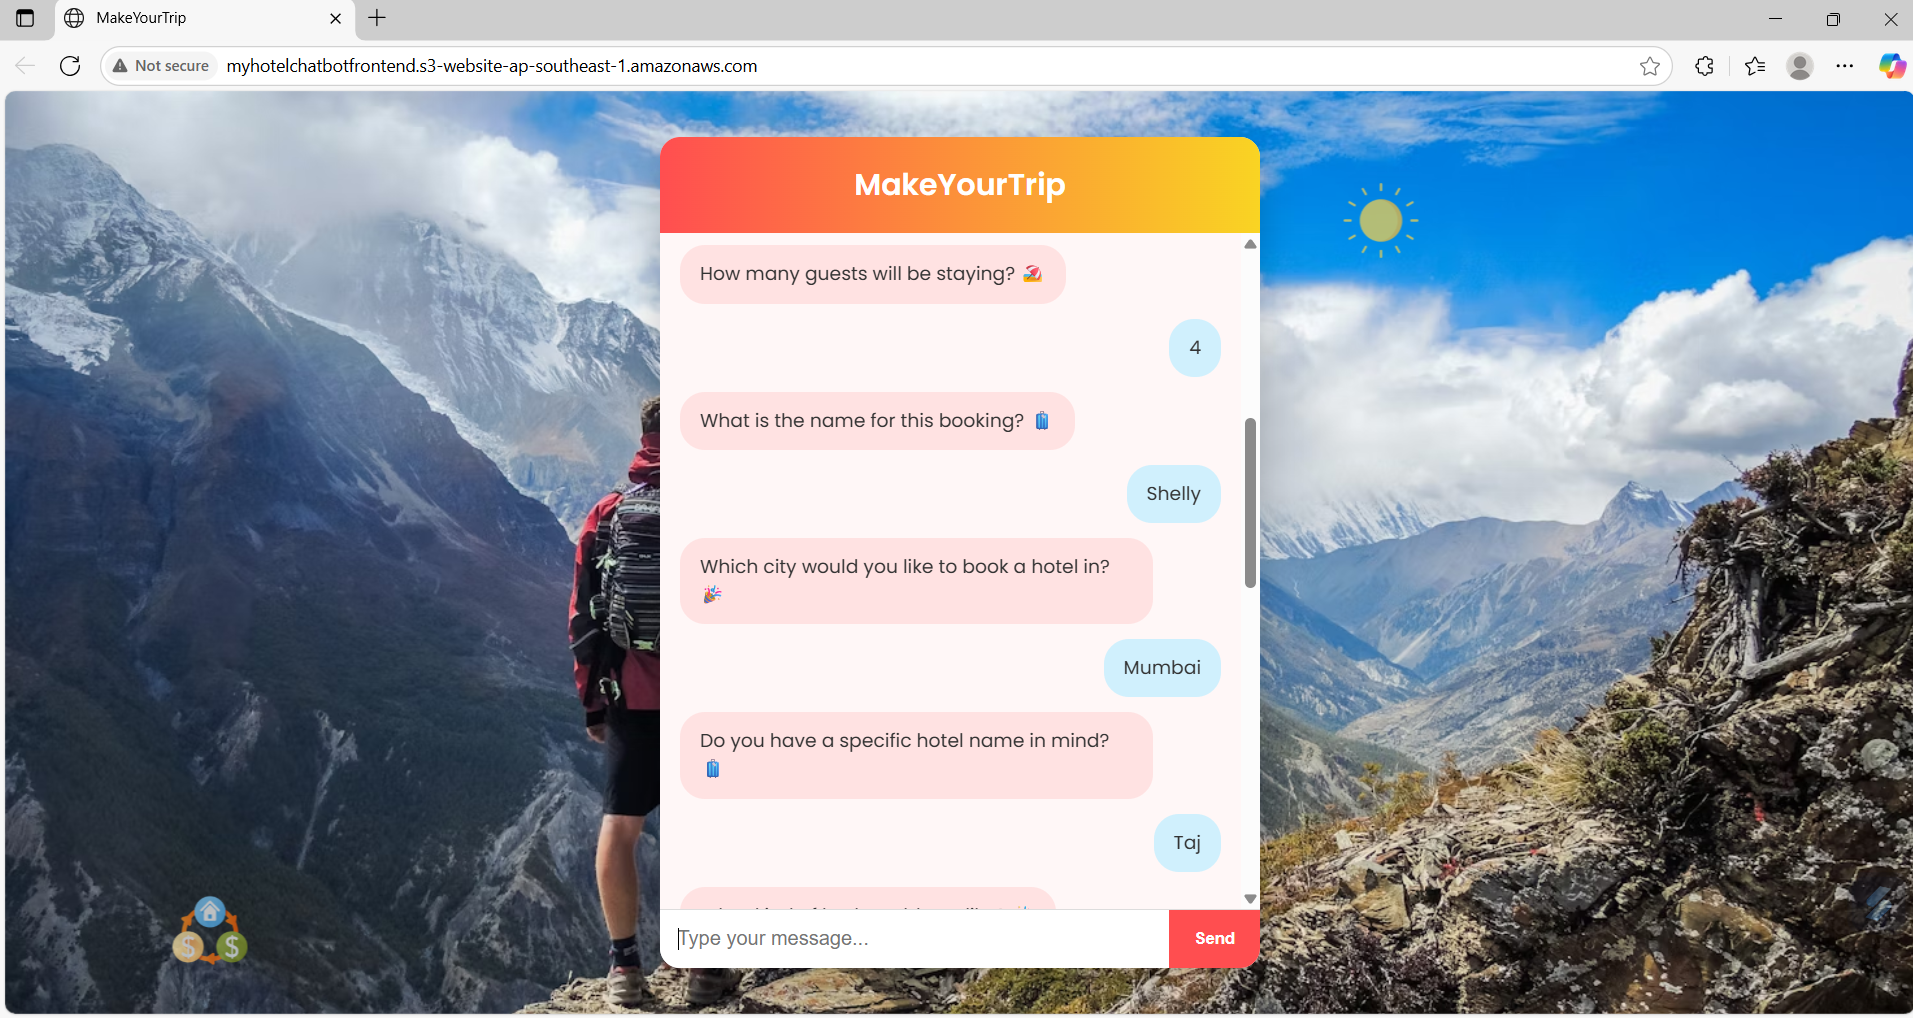 MakeYourTrip
Not secure
myhotelchatbotfrontend.s3-website-ap-southeast-1.amazonaws.com
MakeYourTrip
How many guests will be staying? 🏖️
4
What is the name for this booking? 🧳
Shelly
Which city would you like to book a hotel in?
🎉
Mumbai
Do you have a specific hotel name in mind?
🧳
Taj
Type your message...
Send